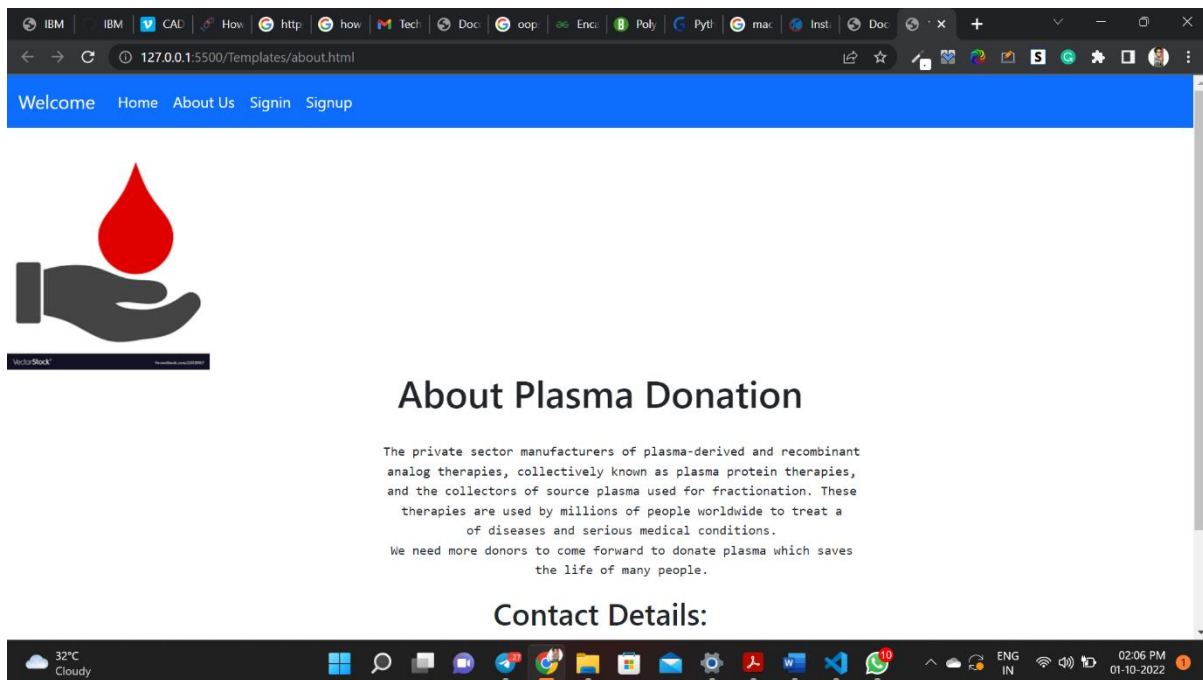 IBM IBM CAD How http how Tech Doc oop Enca Poly Pyth mac Insta Doc
127.0.0.1:5500/Templates/about.html
Welcome Home About Us Signin Signup
VectorStock
About Plasma Donation
The private sector manufacturers of plasma-derived and recombinant
analog therapies, collectively known as plasma protein therapies,
and the collectors of source plasma used for fractionation. These
therapies are used by millions of people worldwide to treat a
of diseases and serious medical conditions.
We need more donors to come forward to donate plasma which saves
the life of many people.
Contact Details:
32°C
Cloudy
27
10
ENG
IN
02:06 PM
01-10-2022
1